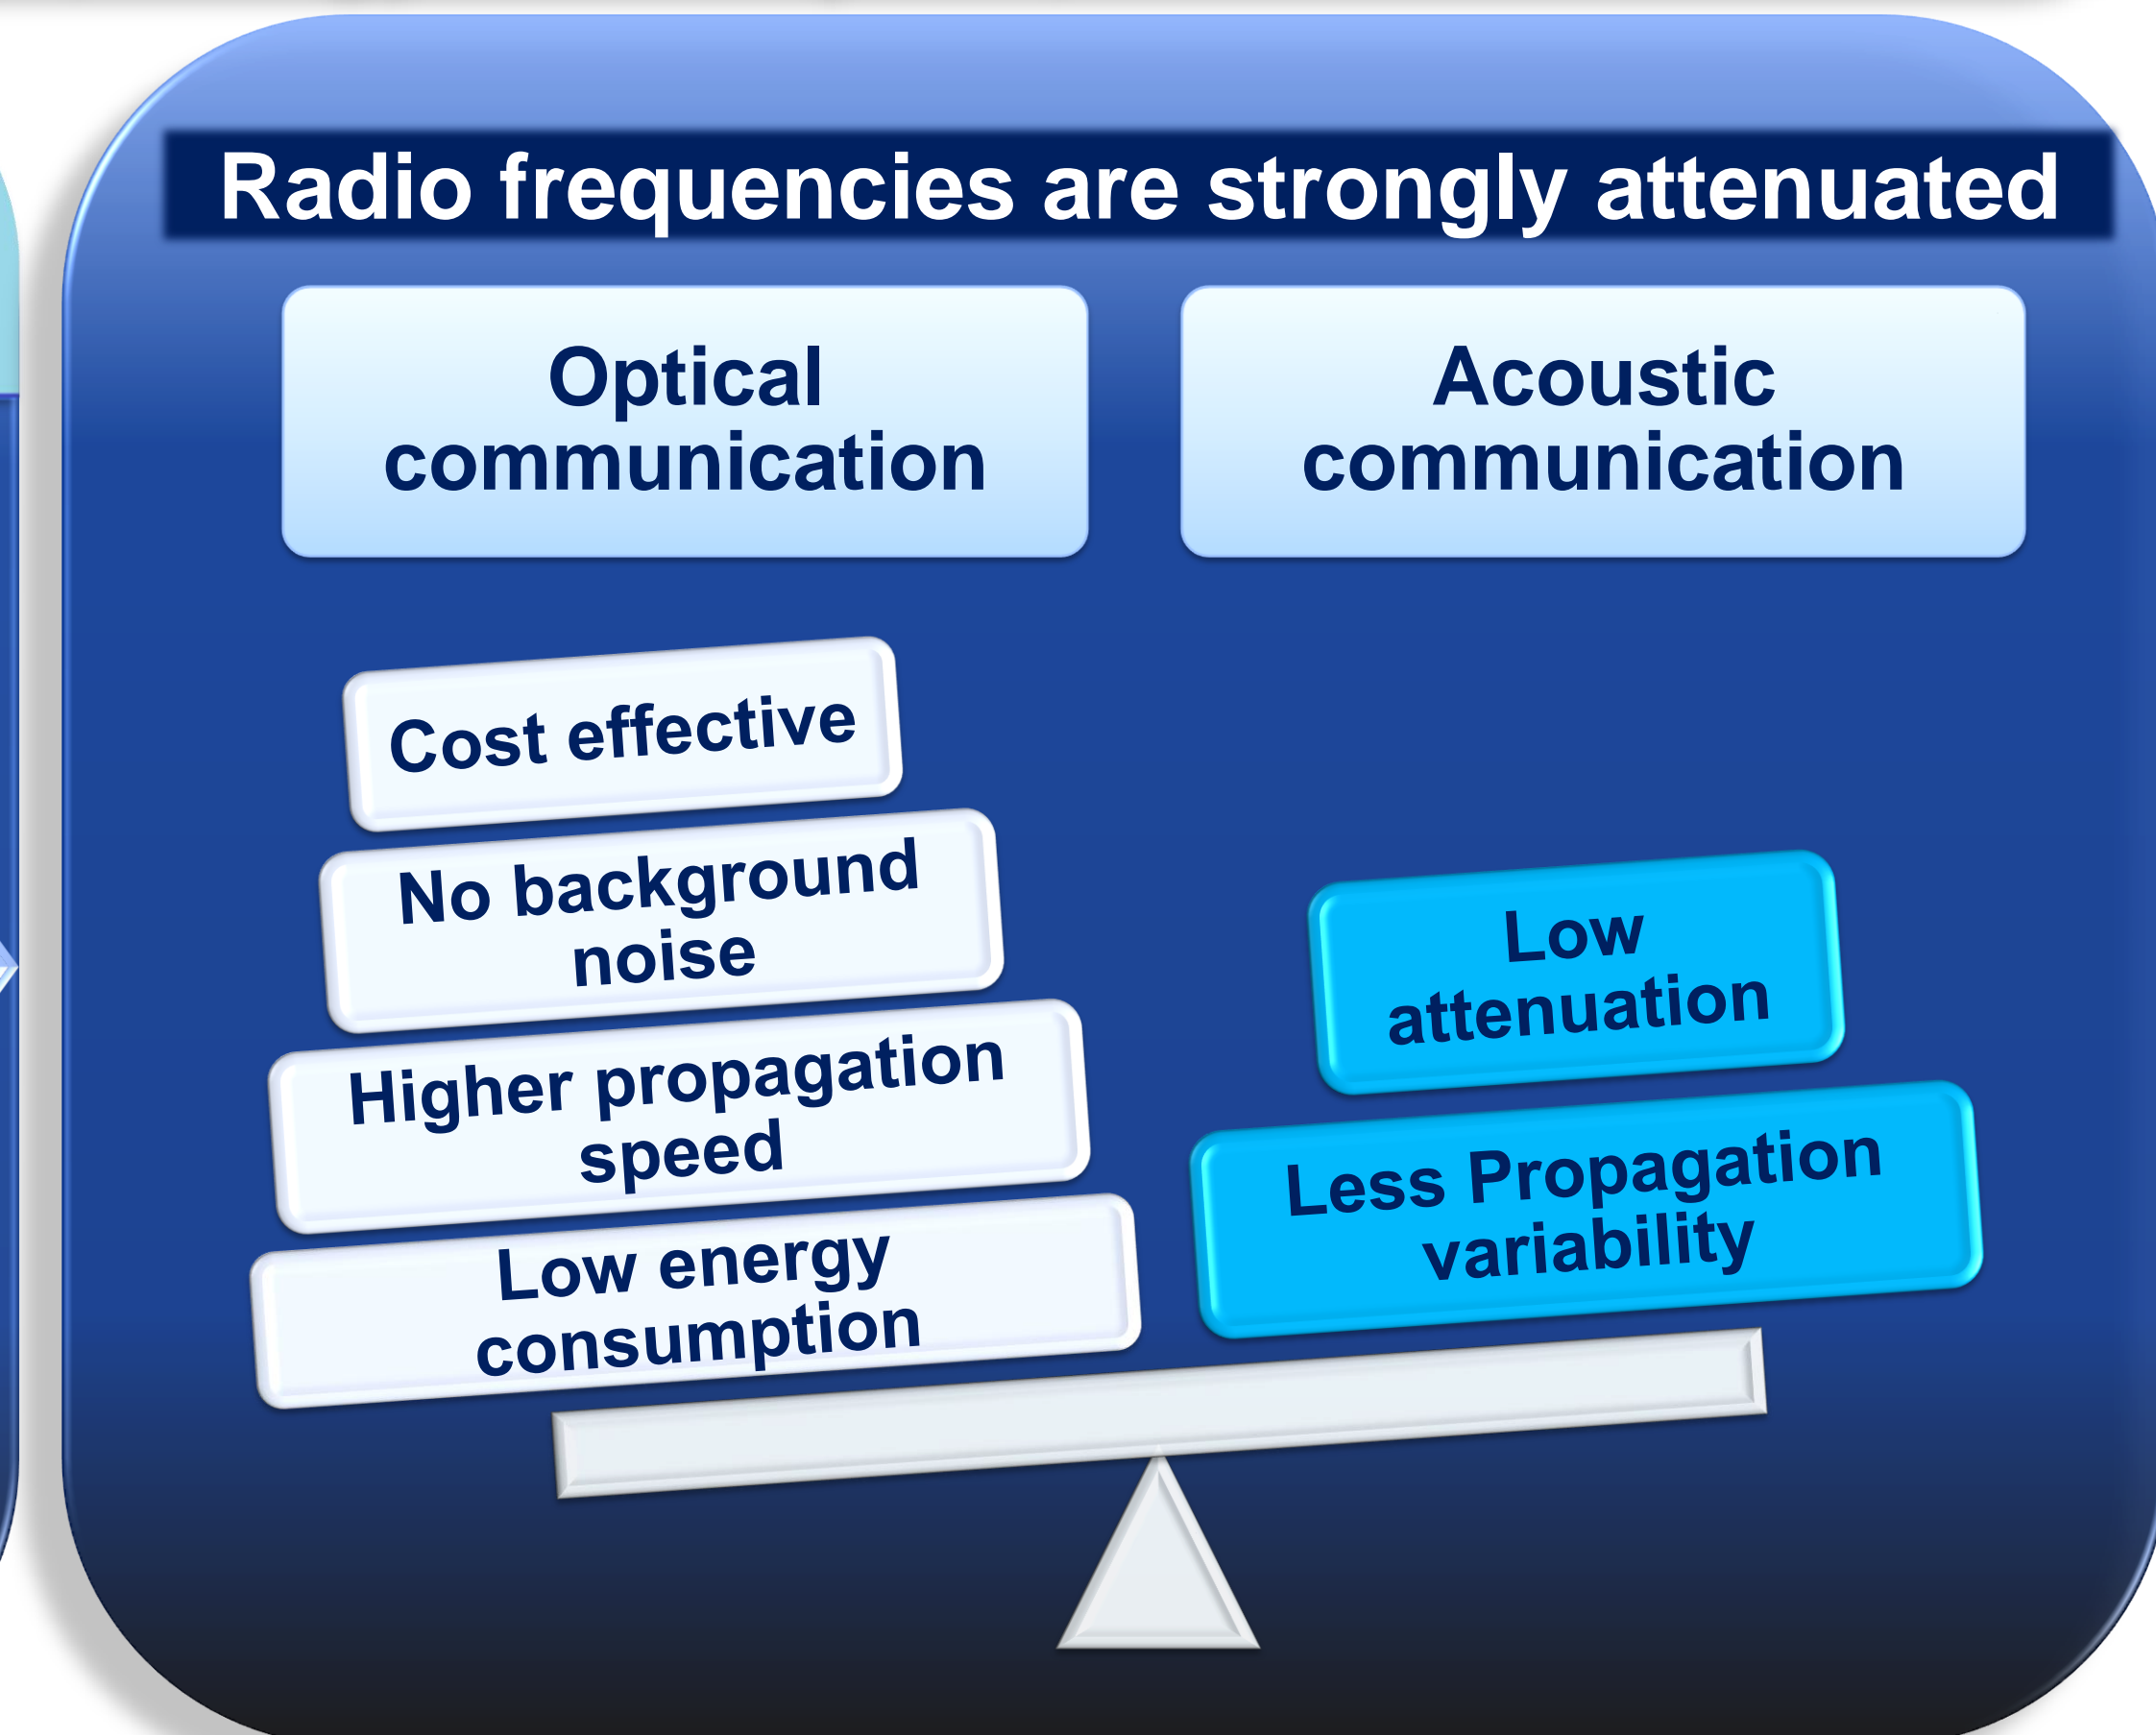 Radio frequencies are strongly attenuated
Optical
communication
Acoustic
communication
Cost effective
No background
noise
Higher propagation
speed
Low energy
consumption
Low
attenuation
Less Propagation
variability